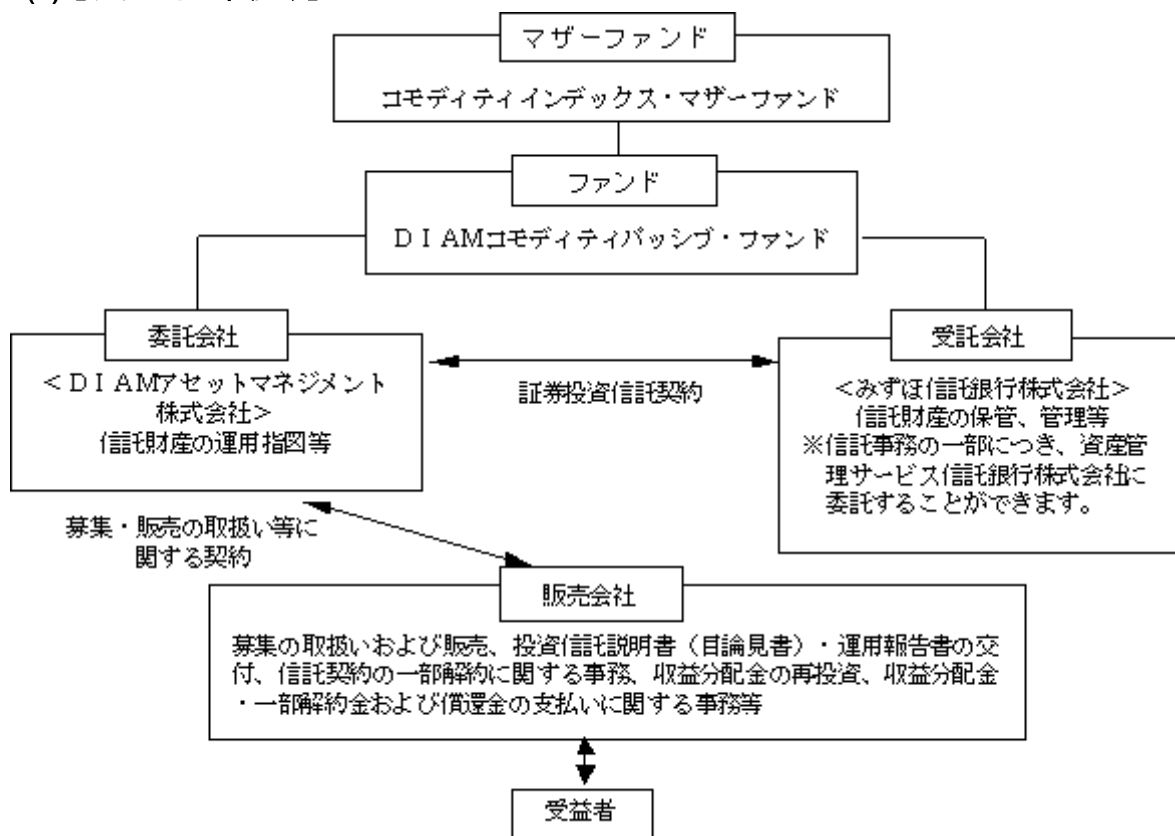 マザーファンド
コモディティインデックス・マザーファンド
ファンド
ＤＩＡＭコモディティパッシヴ・ファンド
委託会社
＜ＤＩＡＭアセットマネジメント
株式会社＞
信託財産の運用指図等
証券投資信託契約
受託会社
＜みずほ信託銀行株式会社＞
信託財産の保管、管理等
※信託事務の一部につき、資産管
理サービス信託銀行株式会社に
委託することができます。
募集・販売の取扱い等に
関する契約
販売会社
募集の取扱いおよび販売、投資信託説明書（目論見書）・運用報告書の交
付、信託契約の一部解約に関する事務、収益分配金の再投資、収益分配金
・一部解約金および償還金の支払いに関する事務等
受益者